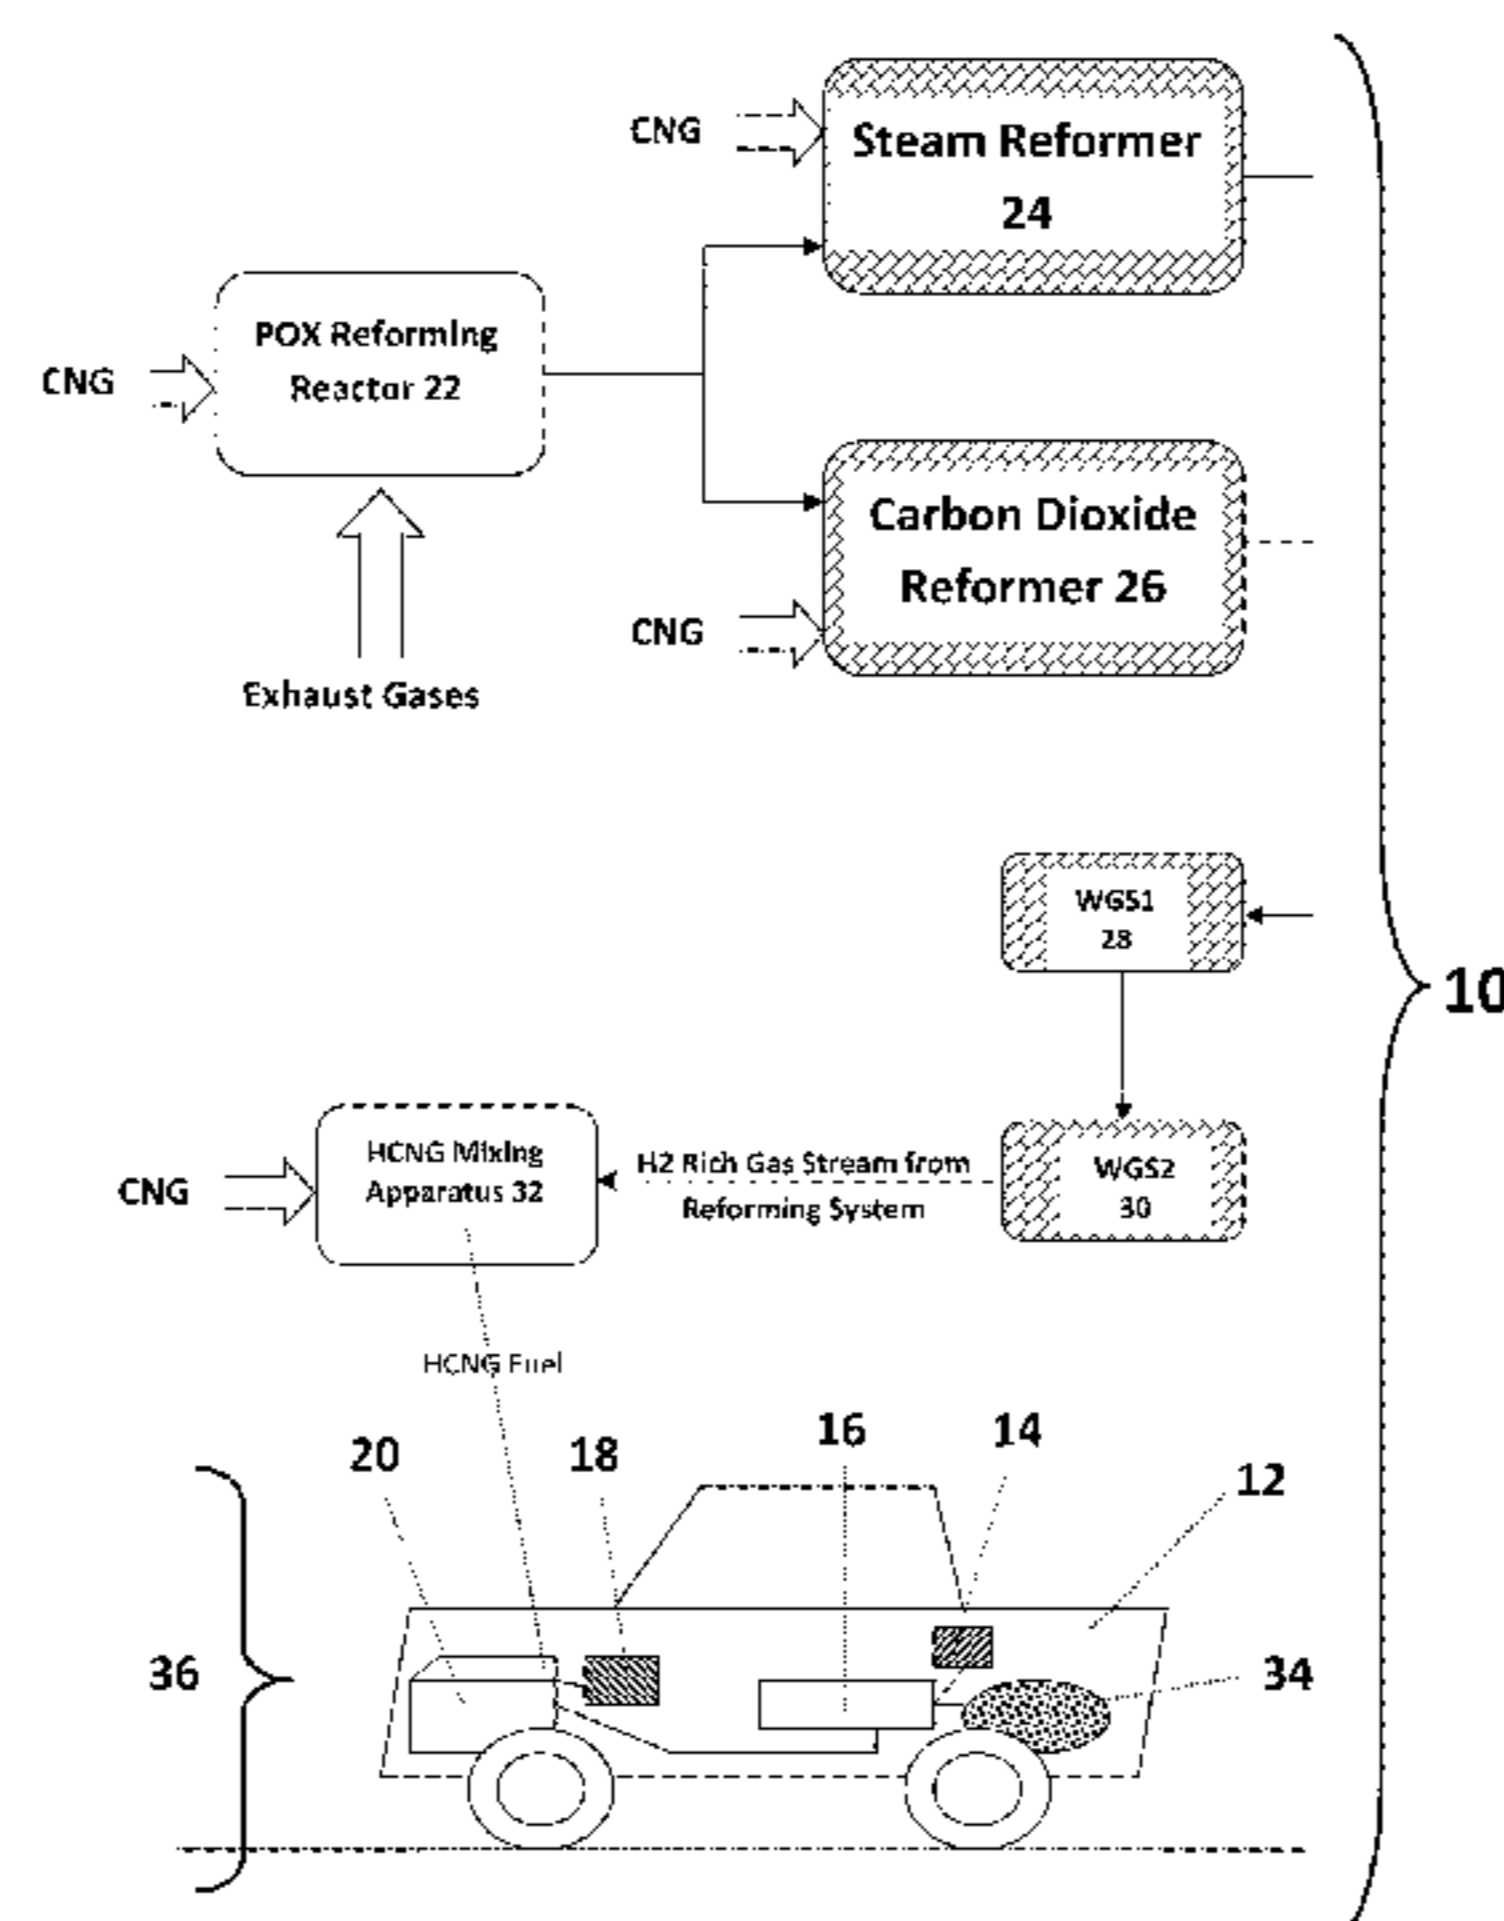 CNG
Steam Reformer
24
POX Reforming
Reactor 22
CNG
Carbon Dioxide
Reformer 26
CNG
Exhaust Gases
WGS1
28
10
HCNG Mixing
Apparatus 32
CNG
H2 Rich Gas Stream from
Reforming System
WGS2
30
HCNG Fuel
20
18
16
14
12
36
34